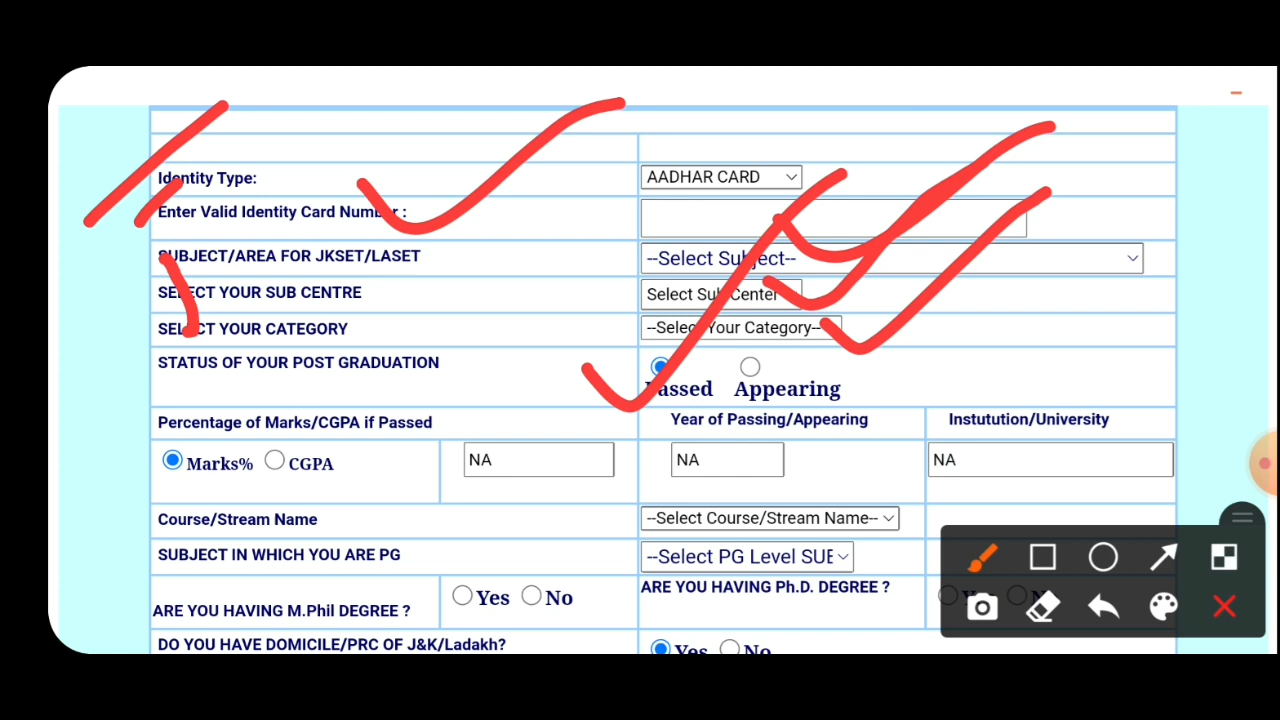 Identity Type: AADHAR CARD
Enter Valid Identity Card Number :
SUBJECT/AREA FOR JKSET/LASET --Select Subject--
SELECT YOUR SUB CENTRE Select Sub Center
SELECT YOUR CATEGORY --Select Your Category--
STATUS OF YOUR POST GRADUATION
Passed Appearing
Percentage of Marks/CGPA if Passed Year of Passing/Appearing Instutution/University
Marks% CGPA NA NA NA
Course/Stream Name --Select Course/Stream Name--
SUBJECT IN WHICH YOU ARE PG --Select PG Level SUE
ARE YOU HAVING M.Phil DEGREE ? Yes No ARE YOU HAVING Ph.D. DEGREE ?
DO YOU HAVE DOMICILE/PRC OF J&K/Ladakh? Yes No